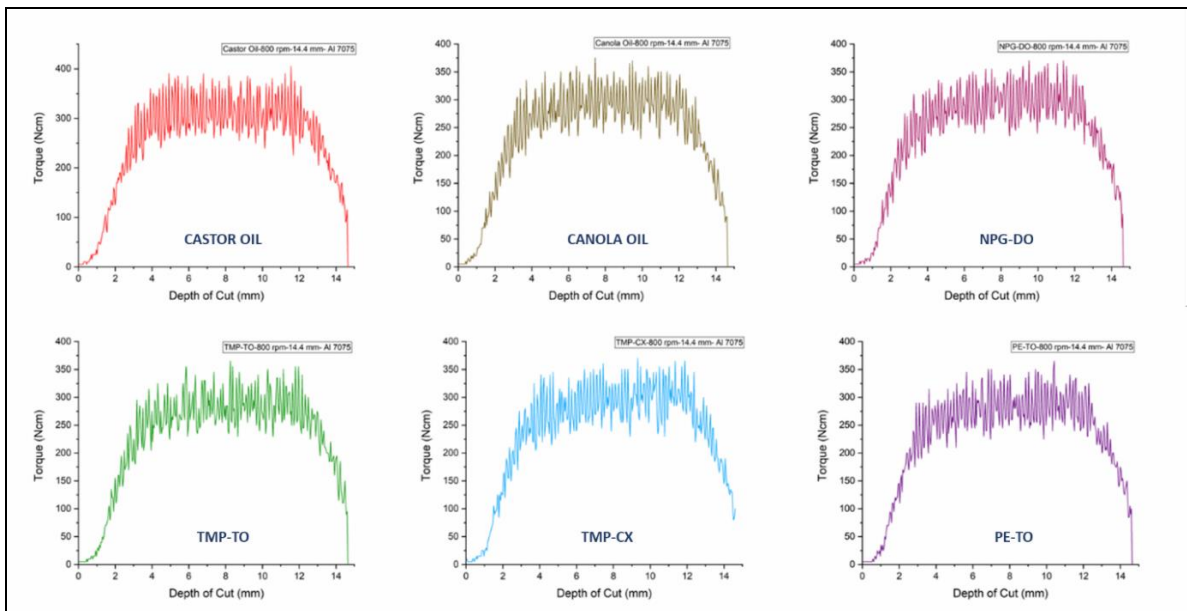 Castor Oil-800 rpm-14.4 mm- Al 7075
400
300
200
100
0
Torque (Ncm)
CASTOR OIL
0 2 4 6 8 10 12 14
Depth of Cut (mm)
Canola Oil-800 rpm-14.4 mm- Al 7075
400
350
300
250
200
150
100
50
0
Torque (Ncm)
CANOLA OIL
0 2 4 6 8 10 12 14
Depth of Cut (mm)
NPG-DO-800 rpm-14.4 mm- Al 7075
400
350
300
250
200
150
100
50
0
Torque (Ncm)
NPG-DO
0 2 4 6 8 10 12 14
Depth of Cut (mm)
TMP-TO-800 rpm-14.4 mm- Al 7075
400
350
300
250
200
150
100
50
0
Torque (Ncm)
TMP-TO
0 2 4 6 8 10 12 14
Depth of Cut (mm)
TMP-CX-800 rpm-14.4 mm- Al 7075
400
350
300
250
200
150
100
50
0
Torque (Ncm)
TMP-CX
0 2 4 6 8 10 12 14
Depth of Cut (mm)
PE-TO-800 rpm-14.4 mm- Al 7075
400
350
300
250
200
150
100
50
0
Torque (Ncm)
PE-TO
0 2 4 6 8 10 12 14
Depth of Cut (mm)